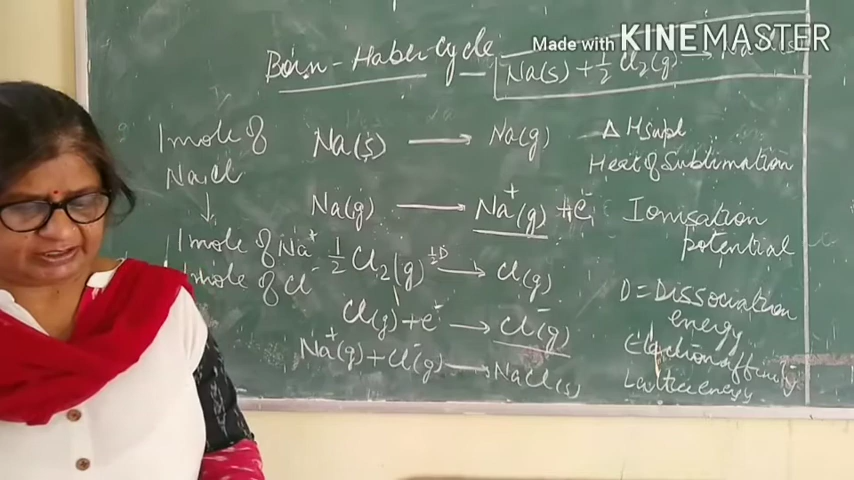 Made with KINEMASTER
Born-Haber Cycle
Na(s) + 1/2 Cl2(g) →
1 mole of
NaCl
↓
1 mole of Na+
1 mole of Cl-
Na(s) → Na(g) ΔHsubl
Heat of Sublimation
Na(g) → Na+(g) + e- Ionisation
potential
1/2 Cl2(g) 1/2D → Cl(g) D = Dissociation
energy
Cl(g) + e- → Cl-(g) Electron affinity
Na+(g) + Cl-(g) → NaCl(s) Lattice energy